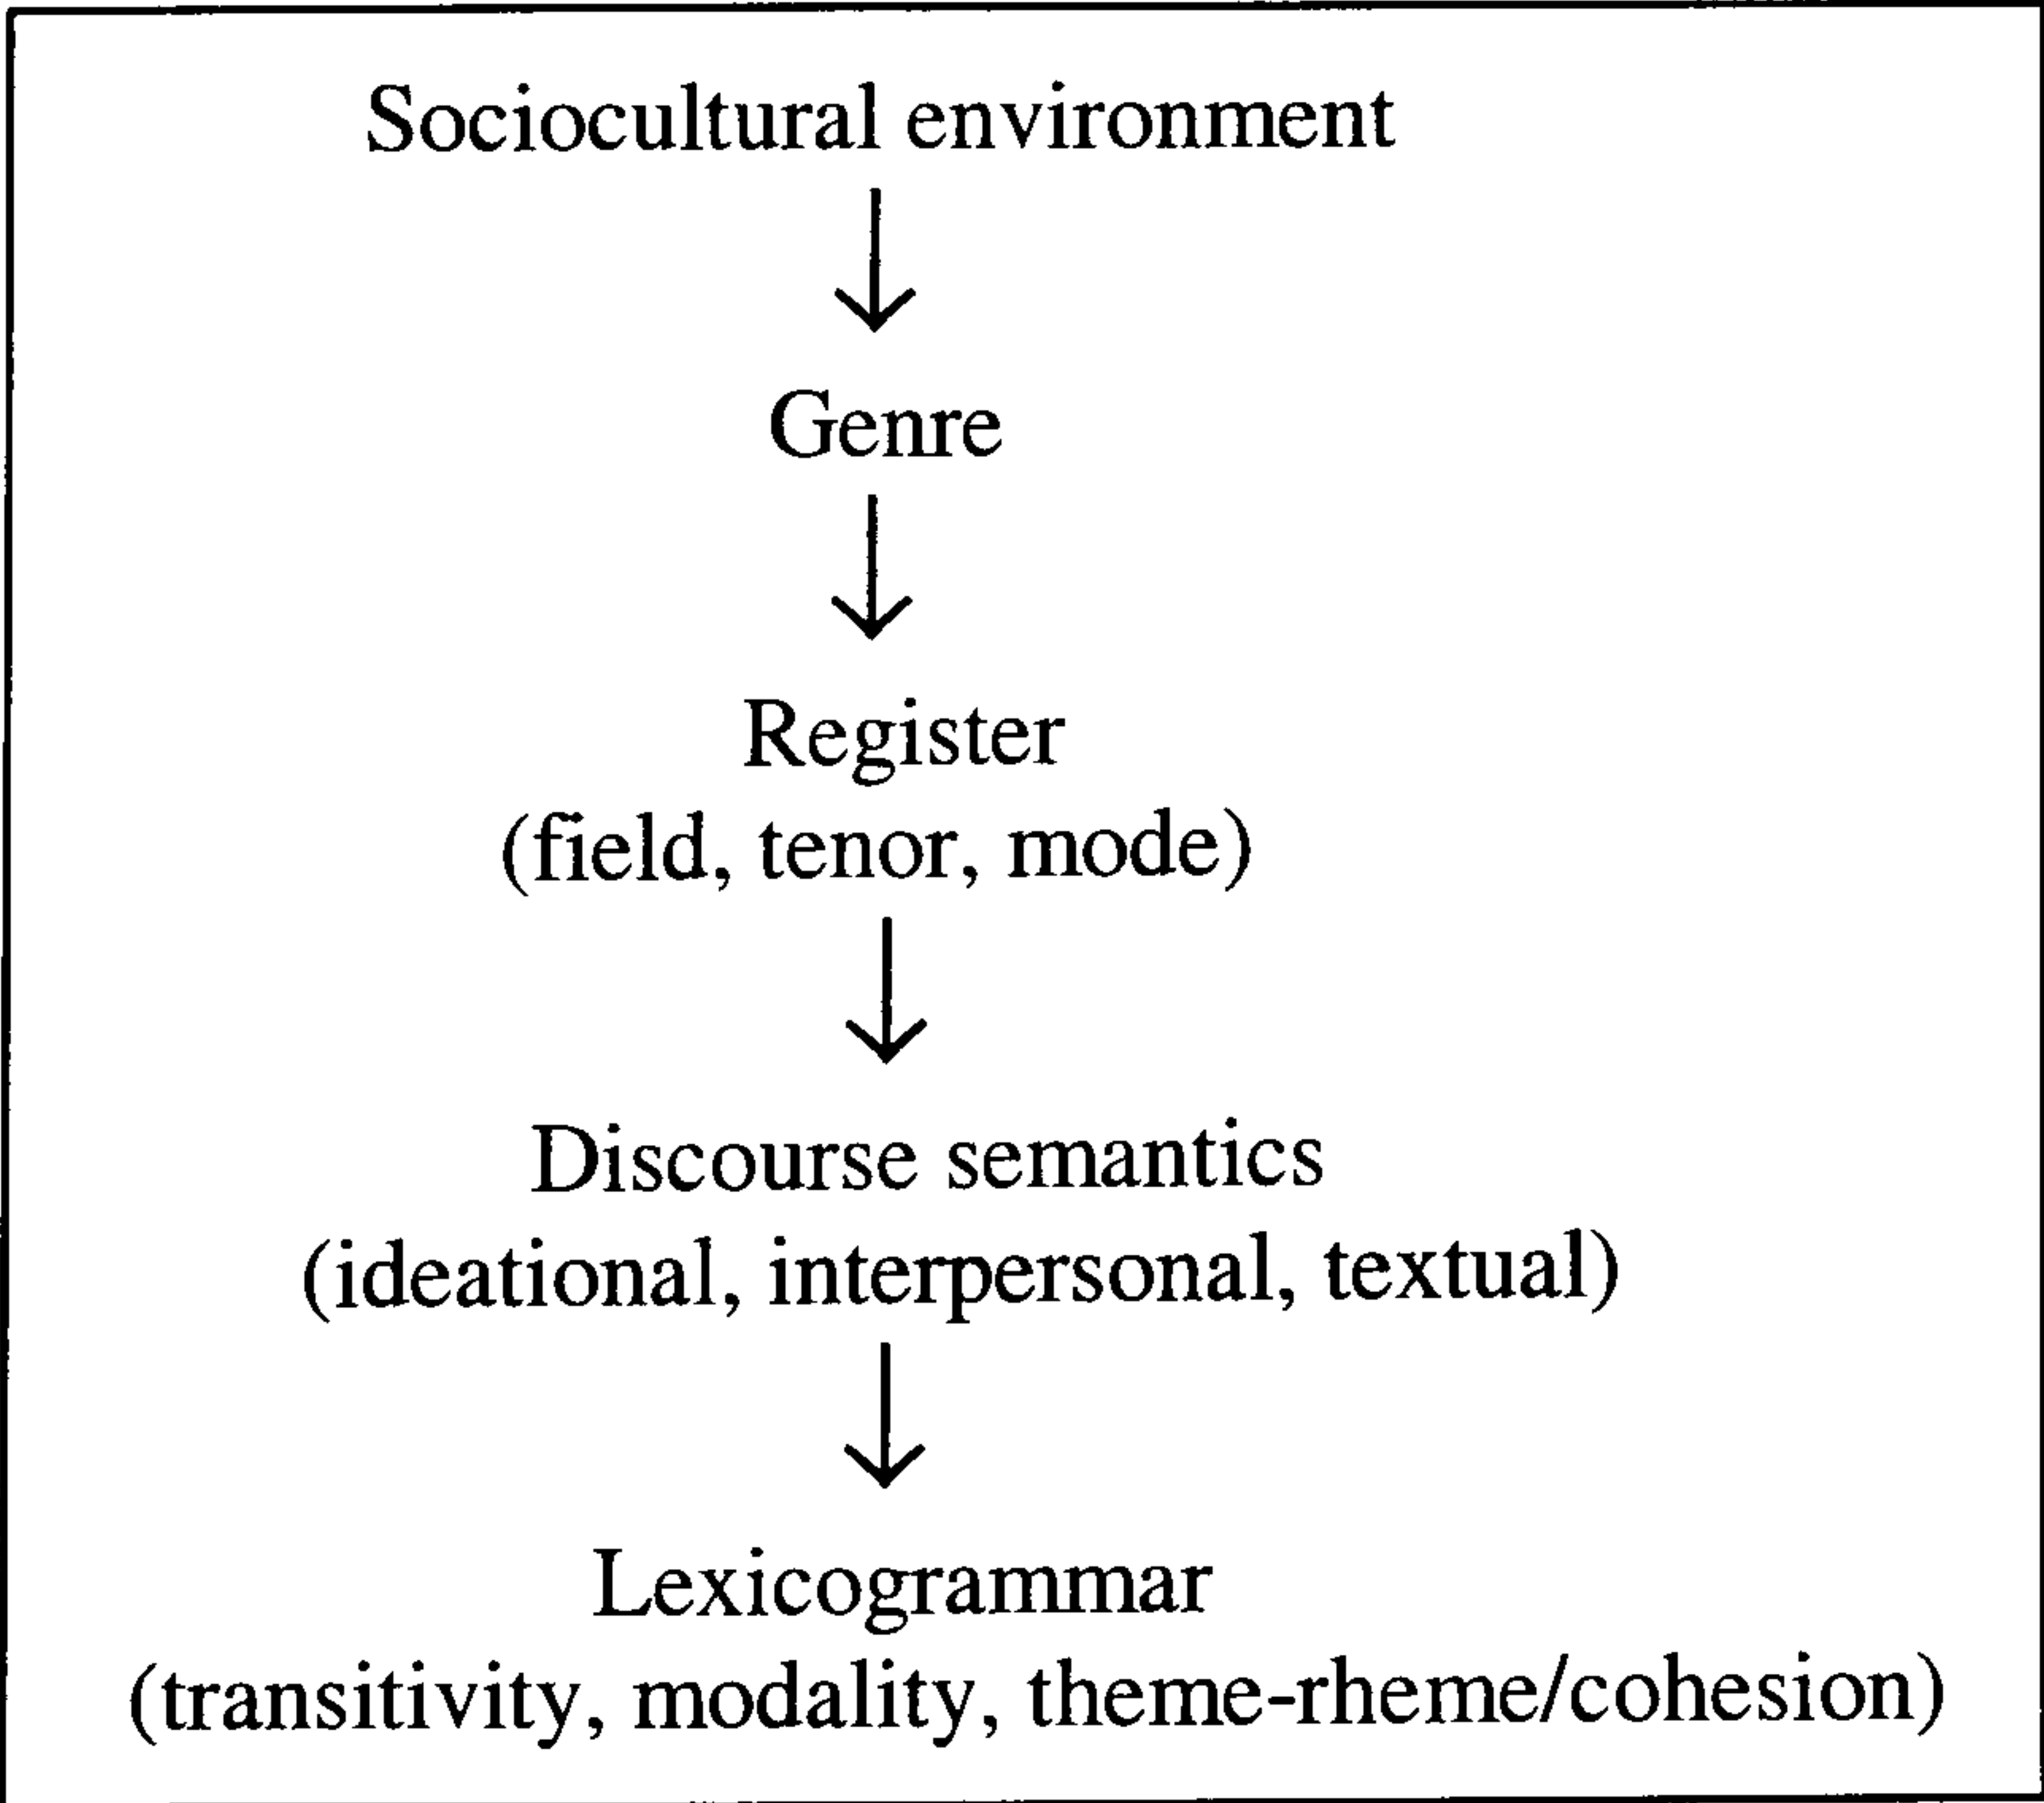 Sociocultural environment
Genre
Register
(field, tenor, mode)
Discourse semantics
(ideational, interpersonal, textual)
Lexicogrammar
(transitivity, modality, theme-rheme/cohesion)